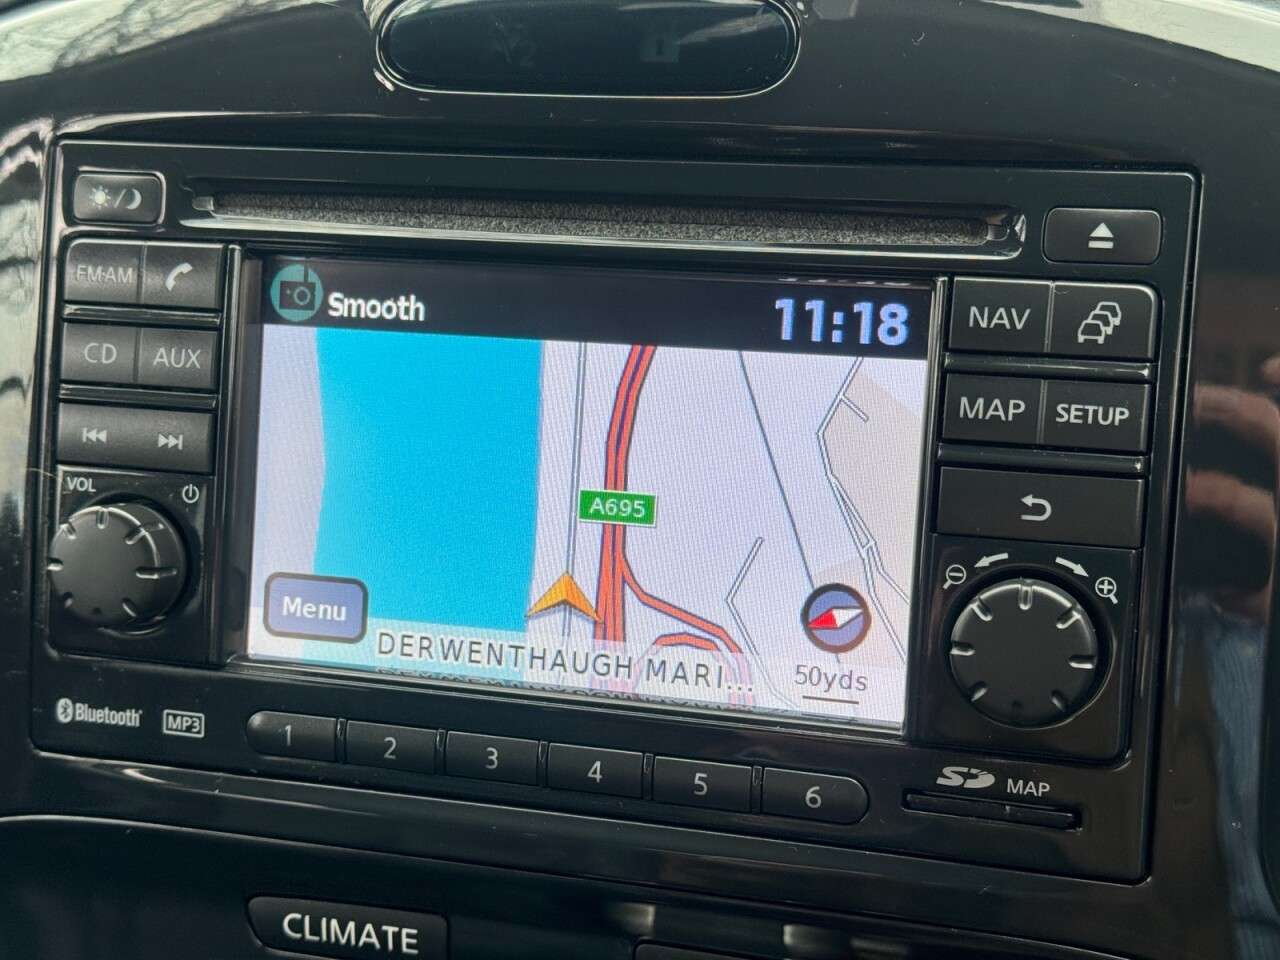 FM·AM
CD
AUX
VOL
Smooth
11:18
A695
Menu
DERWENTHAUGH MARI...
50yds
NAV
MAP
SETUP
Bluetooth®
MP3
1
2
3
4
5
6
SD
MAP
CLIMATE